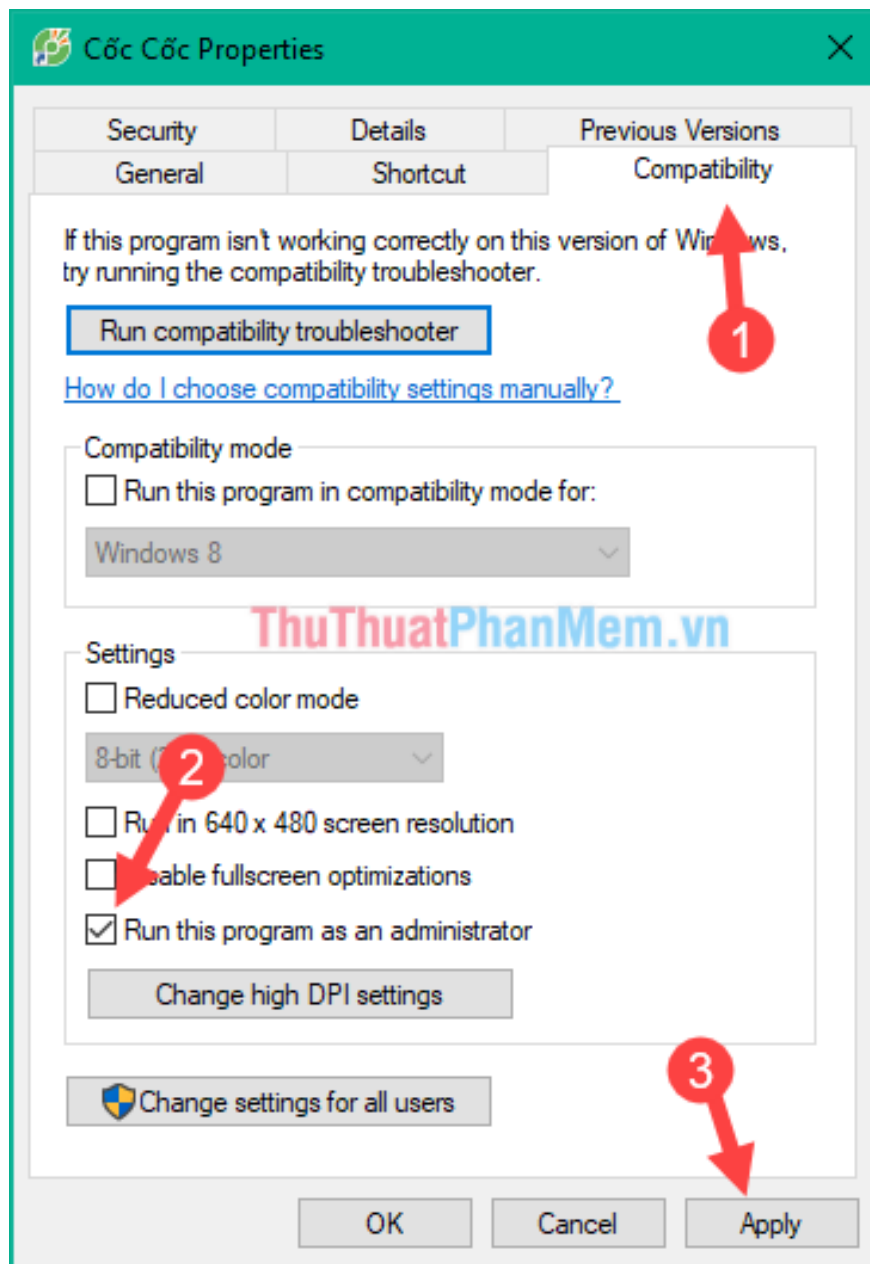 Cốc Cốc Properties
Security Details Previous Versions
General Shortcut Compatibility
If this program isn't working correctly on this version of
try running the compatibility troubleshooter.
1
Run compatibility troubleshooter
How do I choose compatibility settings manually?
Compatibility mode
Run this program in compatibility mode for:
Windows 8
ThuThuatPhanMem.vn
Settings
Reduced color mode
8-bit color
2
Run in 640 x 480 screen resolution
fullscreen optimizations
Run this program as an administrator
Change high DPI settings
3
Change settings for all users
OK Cancel Apply